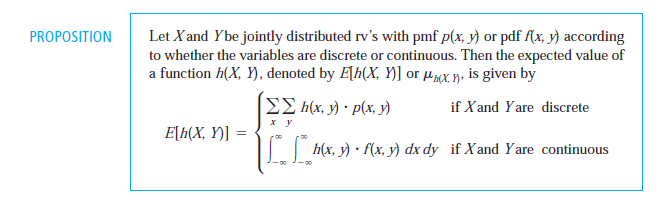 PROPOSITION
Let X and Y be jointly distributed rv's with pmf p(x, y) or pdf f(x, y) according
to whether the variables are discrete or continuous. Then the expected value of
a function h(X, Y), denoted by E[h(X, Y)] or μh(X, Y), is given by
E[h(X, Y)] = { ∑x ∑y h(x, y) · p(x, y) if X and Y are discrete
∫_{-∞}^{∞} ∫_{-∞}^{∞} h(x, y) · f(x, y) dx dy if X and Y are continuous